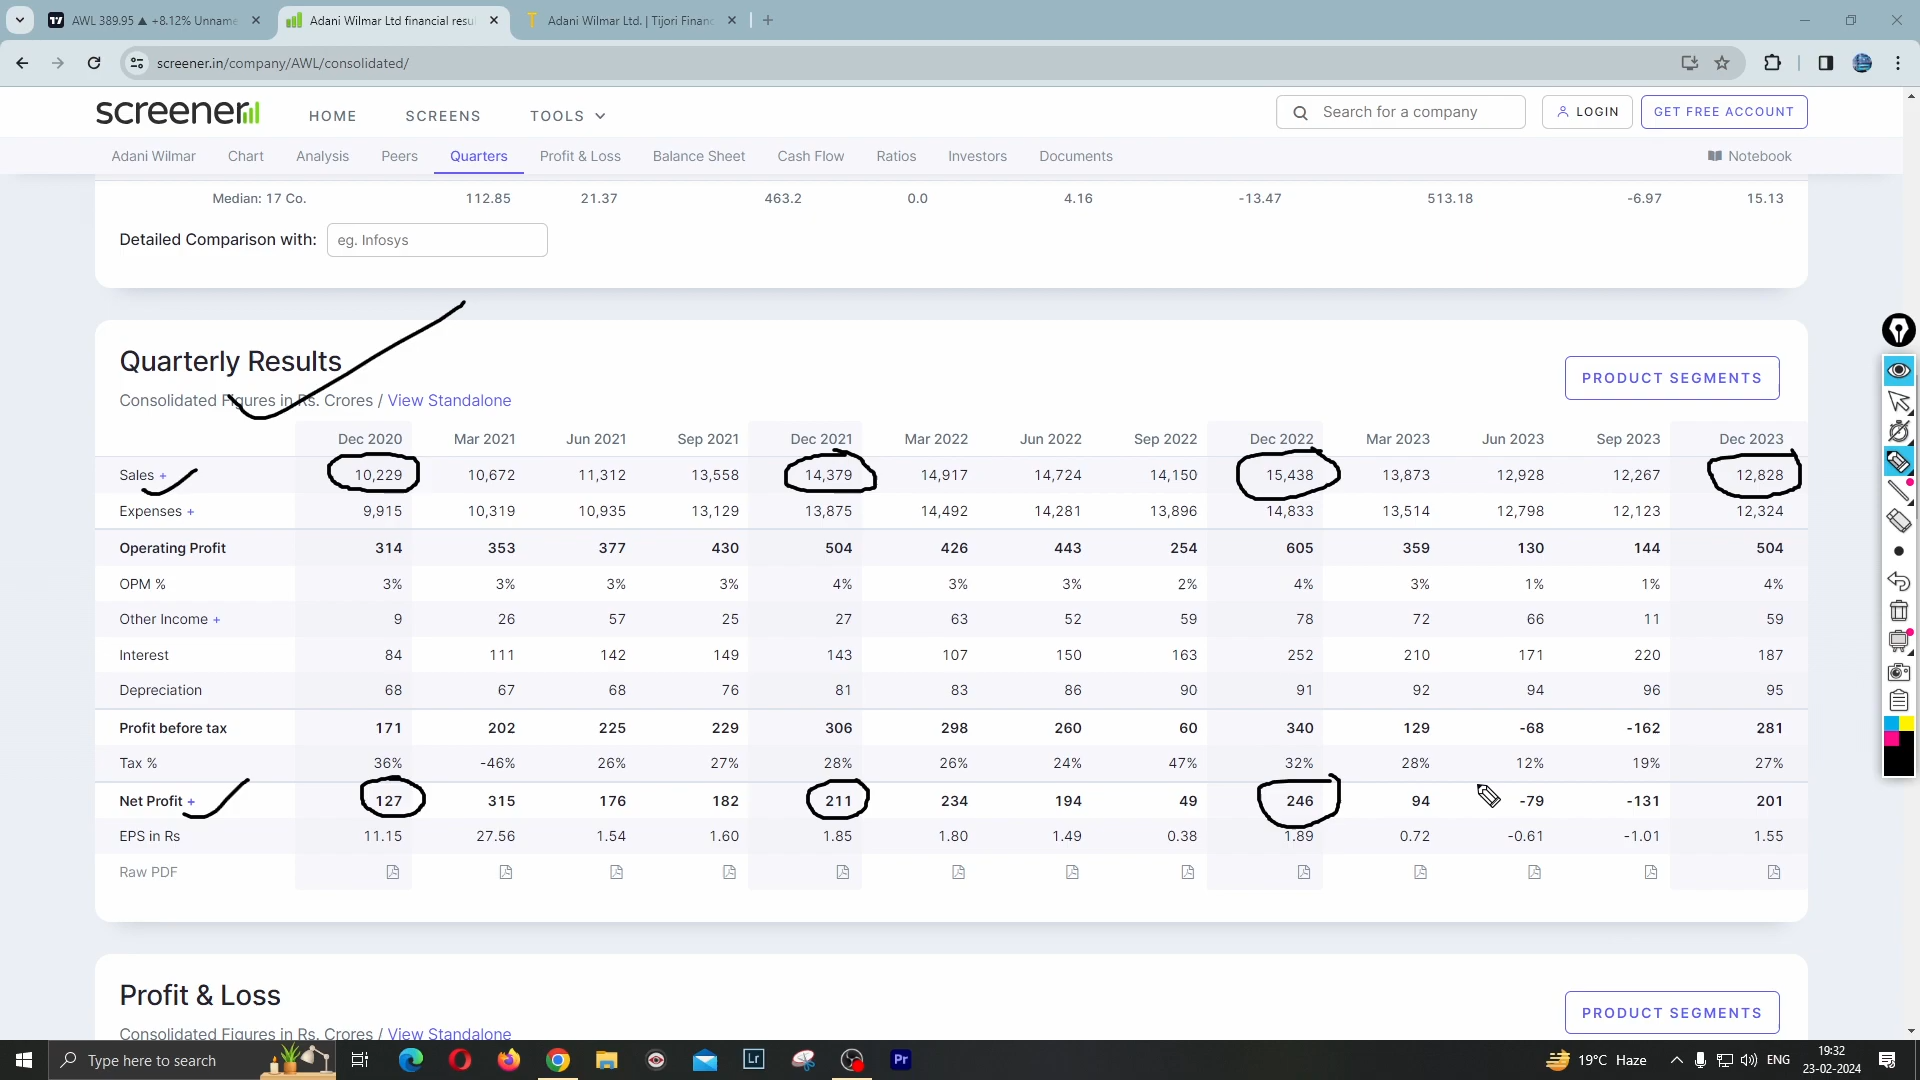 AWL 389.95 ▲ +8.12% Unname
Adani Wilmar Ltd financial resu
Adani Wilmar Ltd. | Tijori Financ
screener.in/company/AWL/consolidated/
screener HOME SCREENS TOOLS Search for a company LOGIN GET FREE ACCOUNT
Adani Wilmar Chart Analysis Peers Quarters Profit & Loss Balance Sheet Cash Flow Ratios Investors Documents Notebook
Median: 17 Co. 112.85 21.37 463.2 0.0 4.16 -13.47 513.18 -6.97 15.13
Detailed Comparison with: eg. Infosys
Quarterly Results
PRODUCT SEGMENTS
Consolidated Figures in Rs. Crores / View Standalone
Dec 2020 Mar 2021 Jun 2021 Sep 2021 Dec 2021 Mar 2022 Jun 2022 Sep 2022 Dec 2022 Mar 2023 Jun 2023 Sep 2023 Dec 2023
Sales + 10,229 10,672 11,312 13,558 14,379 14,917 14,724 14,150 15,438 13,873 12,928 12,267 12,828
Expenses + 9,915 10,319 10,935 13,129 13,875 14,492 14,281 13,896 14,833 13,514 12,798 12,123 12,324
Operating Profit 314 353 377 430 504 426 443 254 605 359 130 144 504
OPM % 3% 3% 3% 3% 4% 3% 3% 2% 4% 3% 1% 1% 4%
Other Income + 9 26 57 25 27 63 52 59 78 72 66 11 59
Interest 84 111 142 149 143 107 150 163 252 210 171 220 187
Depreciation 68 67 68 76 81 83 86 90 91 92 94 96 95
Profit before tax 171 202 225 229 306 298 260 60 340 129 -68 -162 281
Tax % 36% -46% 26% 27% 28% 26% 24% 47% 32% 28% 12% 19% 27%
Net Profit + 127 315 176 182 211 234 194 49 246 94 -79 -131 201
EPS in Rs 11.15 27.56 1.54 1.60 1.85 1.80 1.49 0.38 1.89 0.72 -0.61 -1.01 1.55
Raw PDF
Profit & Loss
PRODUCT SEGMENTS
Consolidated Figures in Rs. Crores / View Standalone
Type here to search
Lr
Pr
19°C Haze
ENG
19:32
23-02-2024